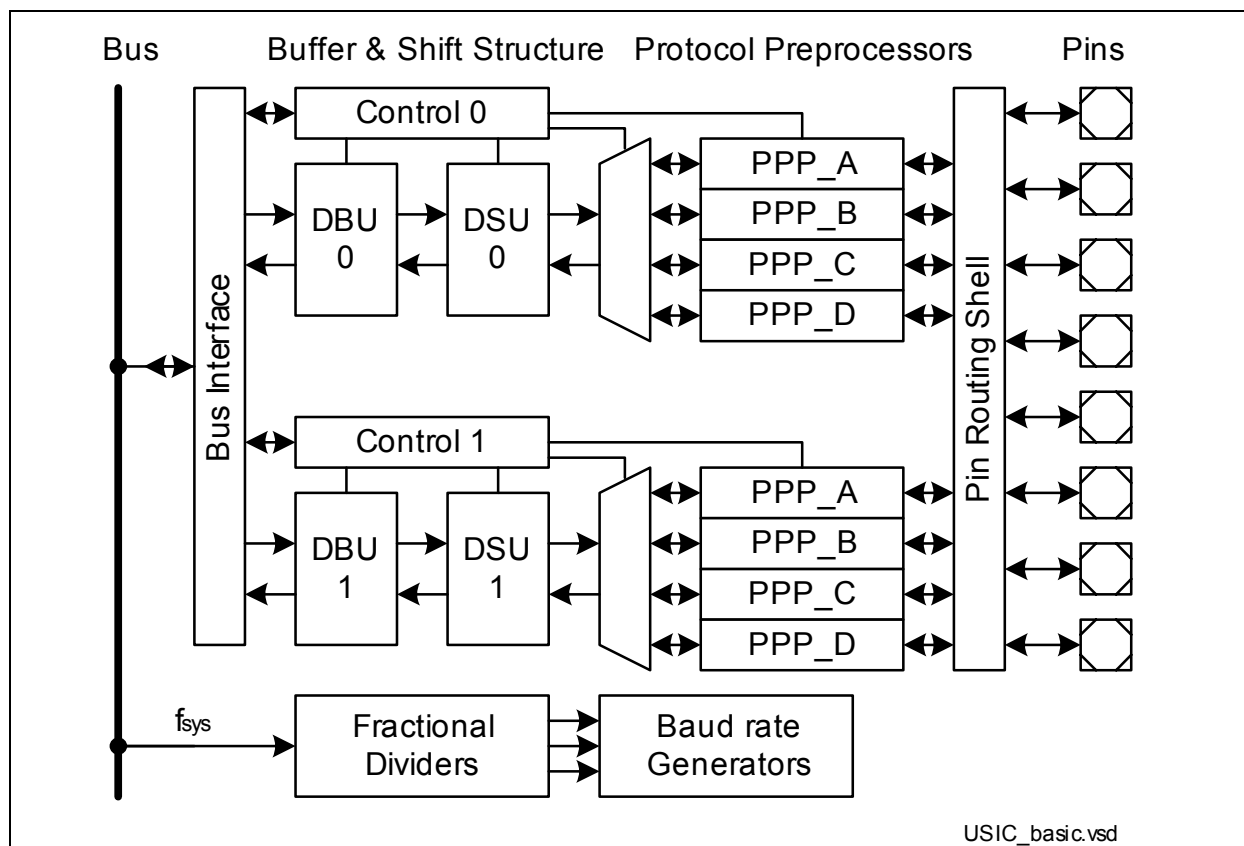 Bus
Buffer & Shift Structure
Protocol Preprocessors
Pins
Control 0
PPP_A
DBU
0
DSU
0
PPP_B
PPP_C
PPP_D
Bus Interface
Pin Routing Shell
Control 1
PPP_A
DBU
1
DSU
1
PPP_B
PPP_C
PPP_D
fsys
Fractional
Dividers
Baud rate
Generators
USIC_basic.vsd